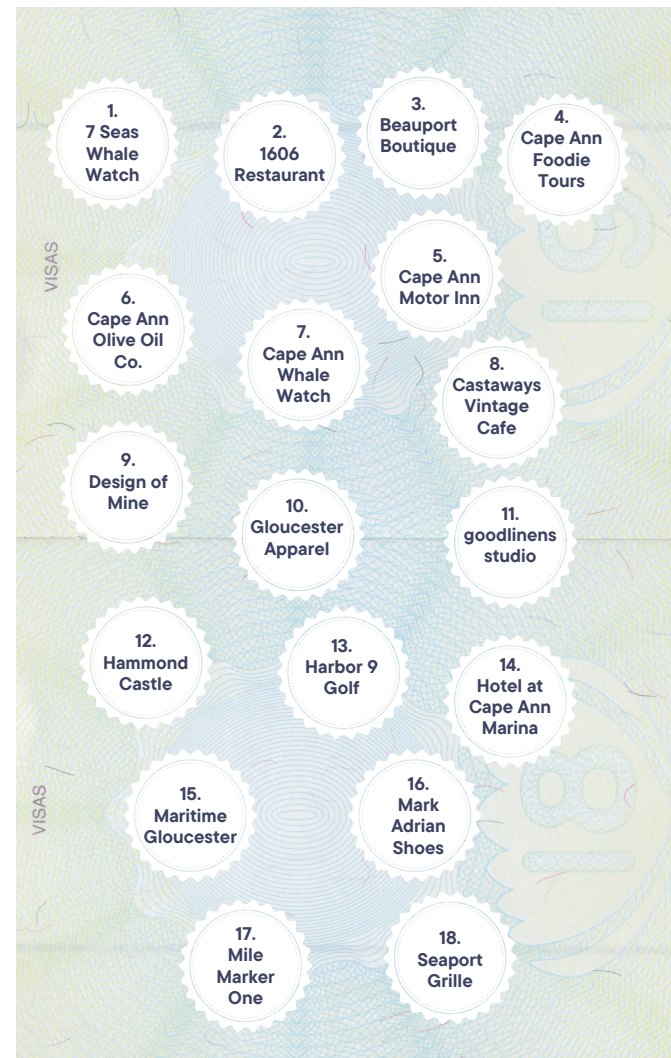 1.
7 Seas
Whale
Watch
2.
1606
Restaurant
3.
Beauport
Boutique
4.
Cape Ann
Foodie
Tours
5.
Cape Ann
Motor Inn
VISAS
6.
Cape Ann
Olive Oil
Co.
7.
Cape Ann
Whale
Watch
8.
Castaways
Vintage
Cafe
9.
Design of
Mine
10.
Gloucester
Apparel
11.
goodlinens
studio
12.
Hammond
Castle
13.
Harbor 9
Golf
14.
Hotel at
Cape Ann
Marina
VISAS
15.
Maritime
Gloucester
16.
Mark
Adrian
Shoes
17.
Mile
Marker
One
18.
Seaport
Grille
18